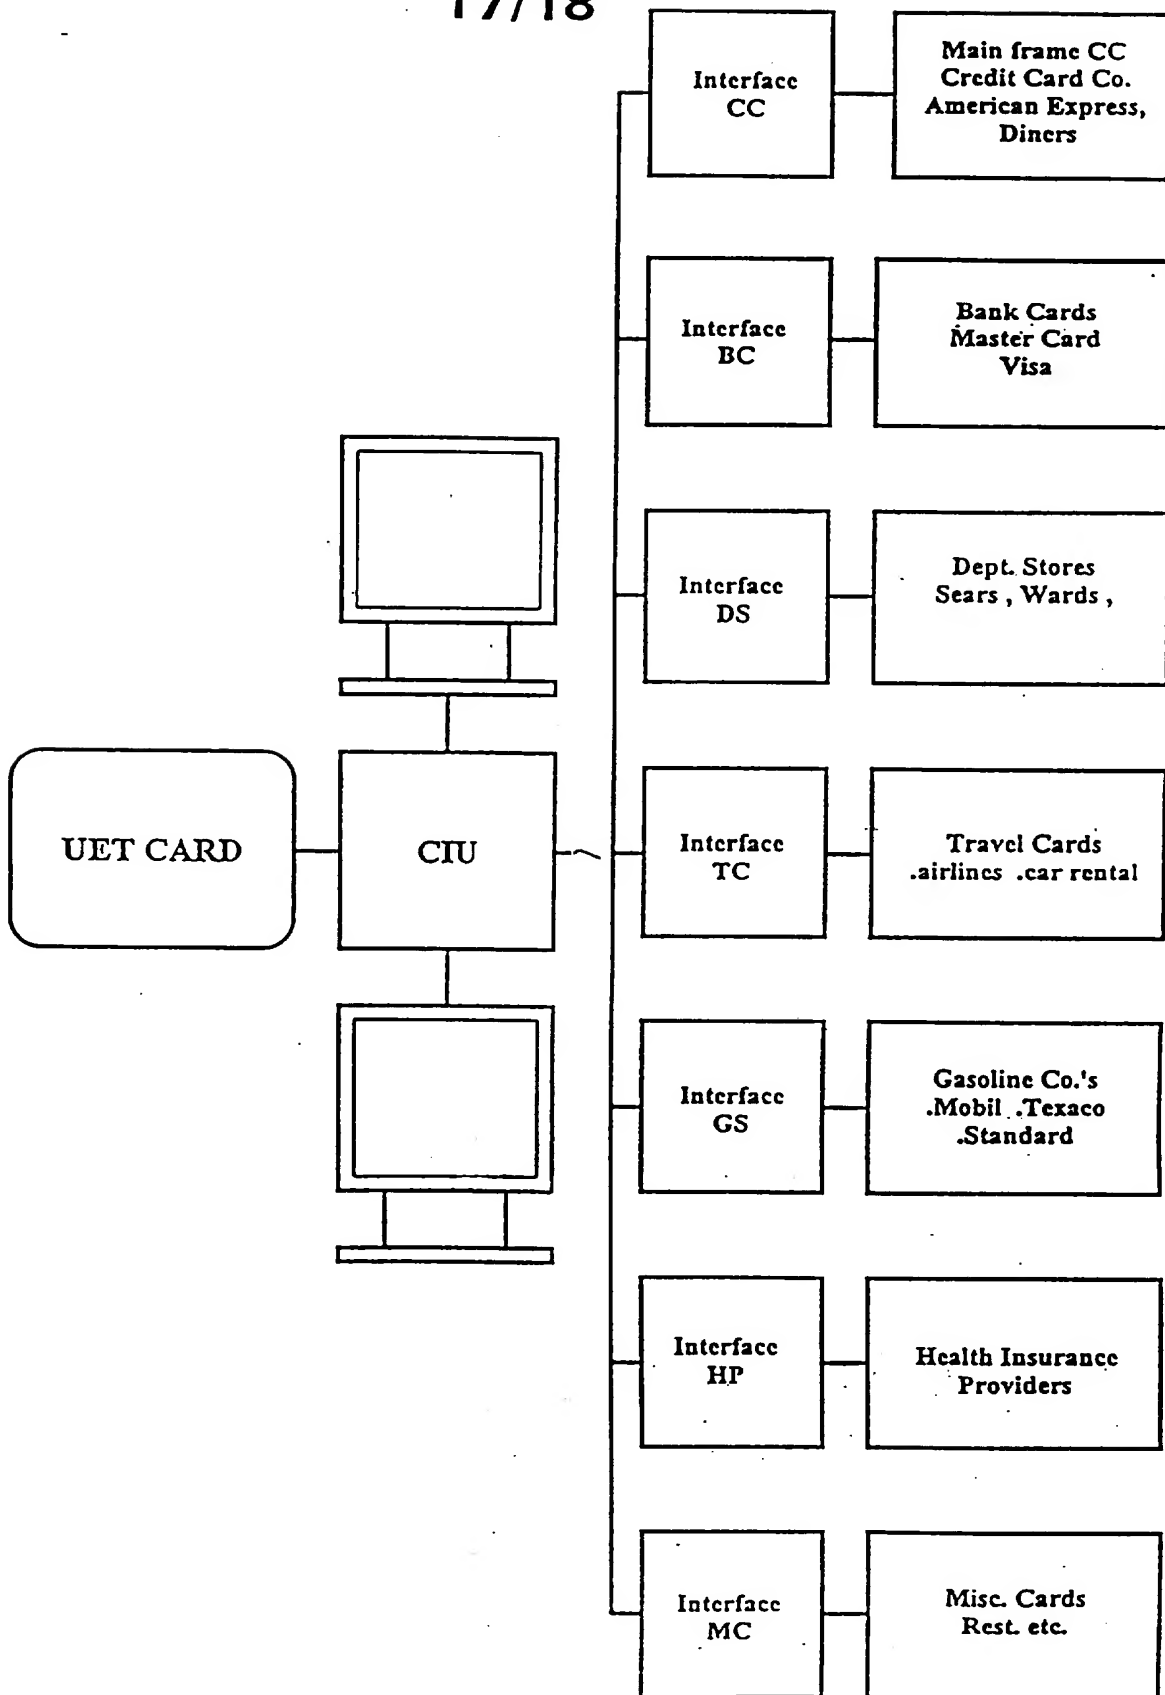 17/18
Interface
CC
Main frame CC
Credit Card Co.
American Express,
Diners
Interface
BC
Bank Cards
Master Card
Visa
Interface
DS
Dept. Stores
Sears , Wards ,
UET CARD
CIU
Interface
TC
Travel Cards
.airlines .car rental
Interface
GS
Gasoline Co.'s
.Mobil .Texaco
.Standard
Interface
HP
Health Insurance
Providers
Interface
MC
Misc. Cards
Rest. etc.